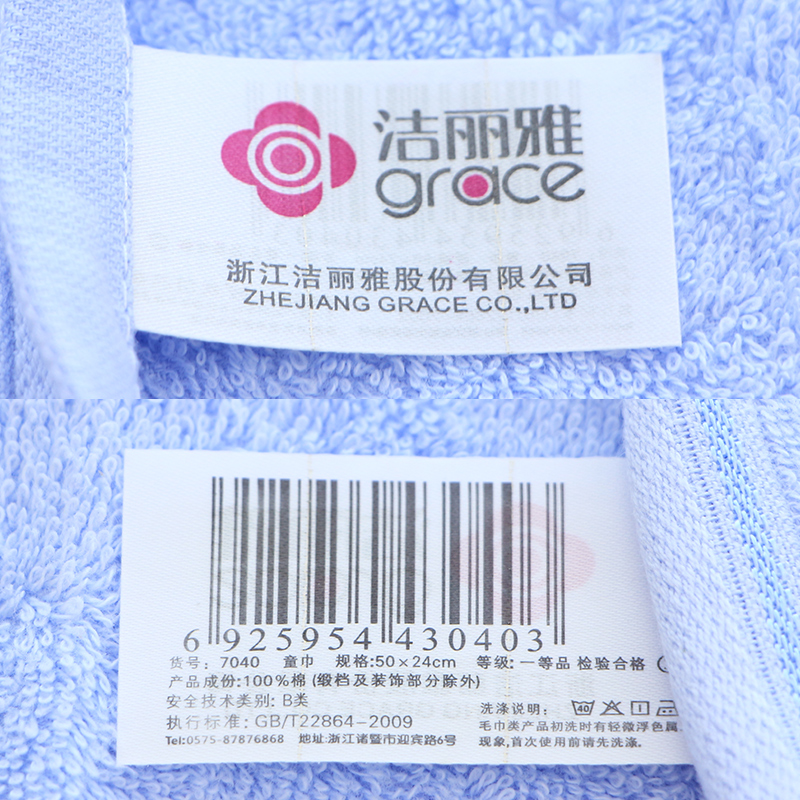 洁丽雅
grace
浙江洁丽雅股份有限公司
ZHEJIANG GRACE CO.,LTD
6 925954 430403
货号: 7040 童巾 规格:50×24cm 等级: 一等品 检验合格
产品成份:100%棉 (缎档及装饰部分除外)
安全技术类别: B类
执行标准: GB/T22864-2009
Tel:0575-87876868 地址:浙江诸暨市迎宾路6号
洗涤说明: 40
毛巾类产品初洗时有轻微浮色属
现象,首次使用前请先洗涤.